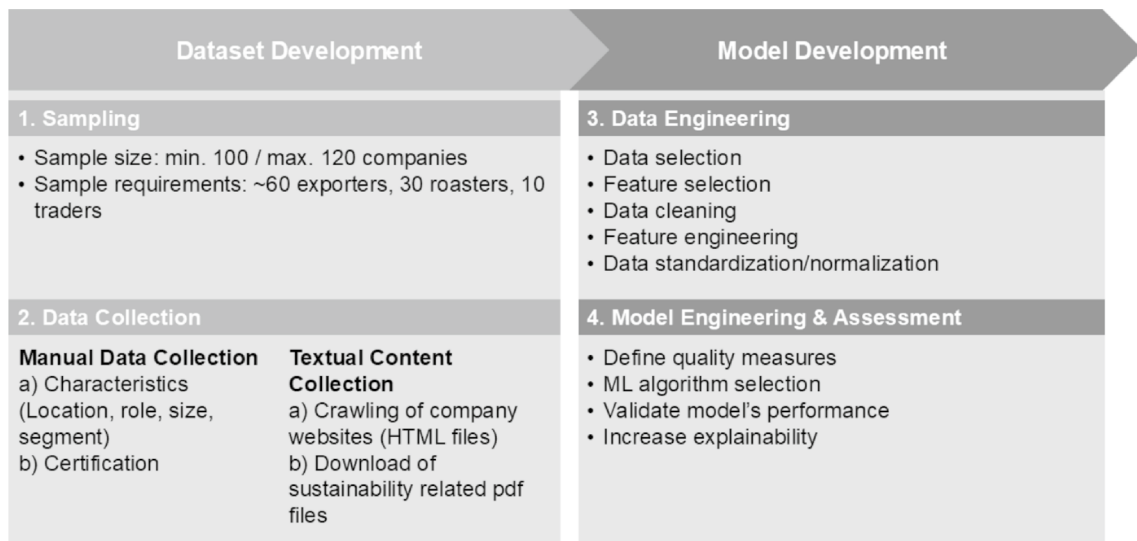 Dataset Development
Model Development
1. Sampling
• Sample size: min. 100 / max. 120 companies
• Sample requirements: ~60 exporters, 30 roasters, 10
traders
2. Data Collection
Manual Data Collection
a) Characteristics
(Location, role, size,
segment)
b) Certification
Textual Content
Collection
a) Crawling of company
websites (HTML files)
b) Download of
sustainability related pdf
files
3. Data Engineering
• Data selection
• Feature selection
• Data cleaning
• Feature engineering
• Data standardization/normalization
4. Model Engineering & Assessment
• Define quality measures
• ML algorithm selection
• Validate model's performance
• Increase explainability